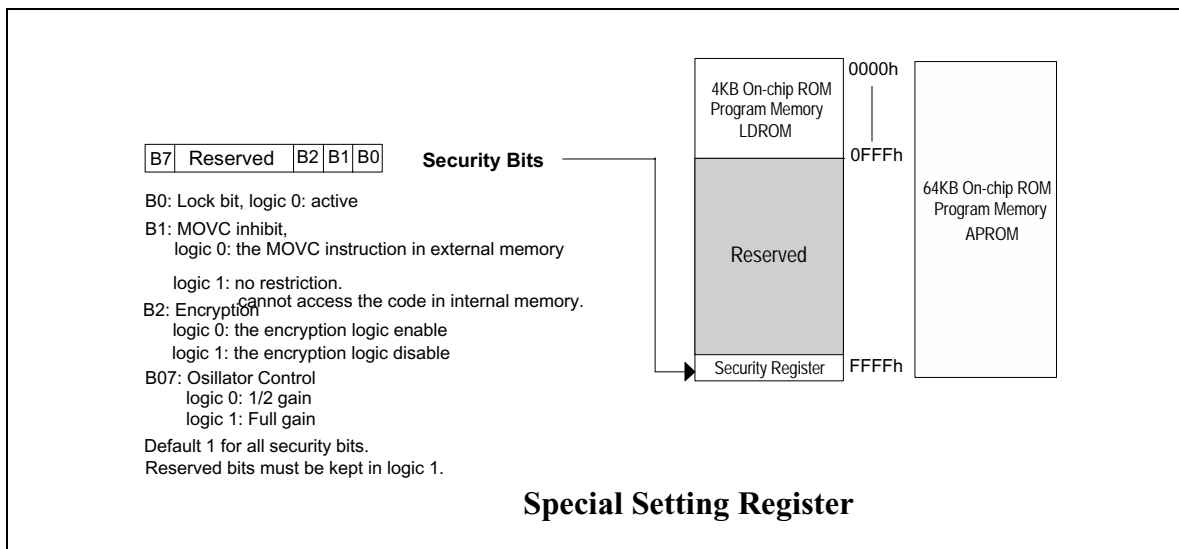 B7 Reserved B2 B1 B0
Security Bits
B0: Lock bit, logic 0: active
B1: MOVC inhibit,
logic 0: the MOVC instruction in external memory
logic 1: no restriction.
cannot access the code in internal memory.
B2: Encryption
logic 0: the encryption logic enable
logic 1: the encryption logic disable
B07: Osillator Control
logic 0: 1/2 gain
logic 1: Full gain
Default 1 for all security bits.
Reserved bits must be kept in logic 1.
4KB On-chip ROM
Program Memory
LDROM
Reserved
Security Register
0000h
0FFFh
FFFFh
64KB On-chip ROM
Program Memory
APROM
Special Setting Register